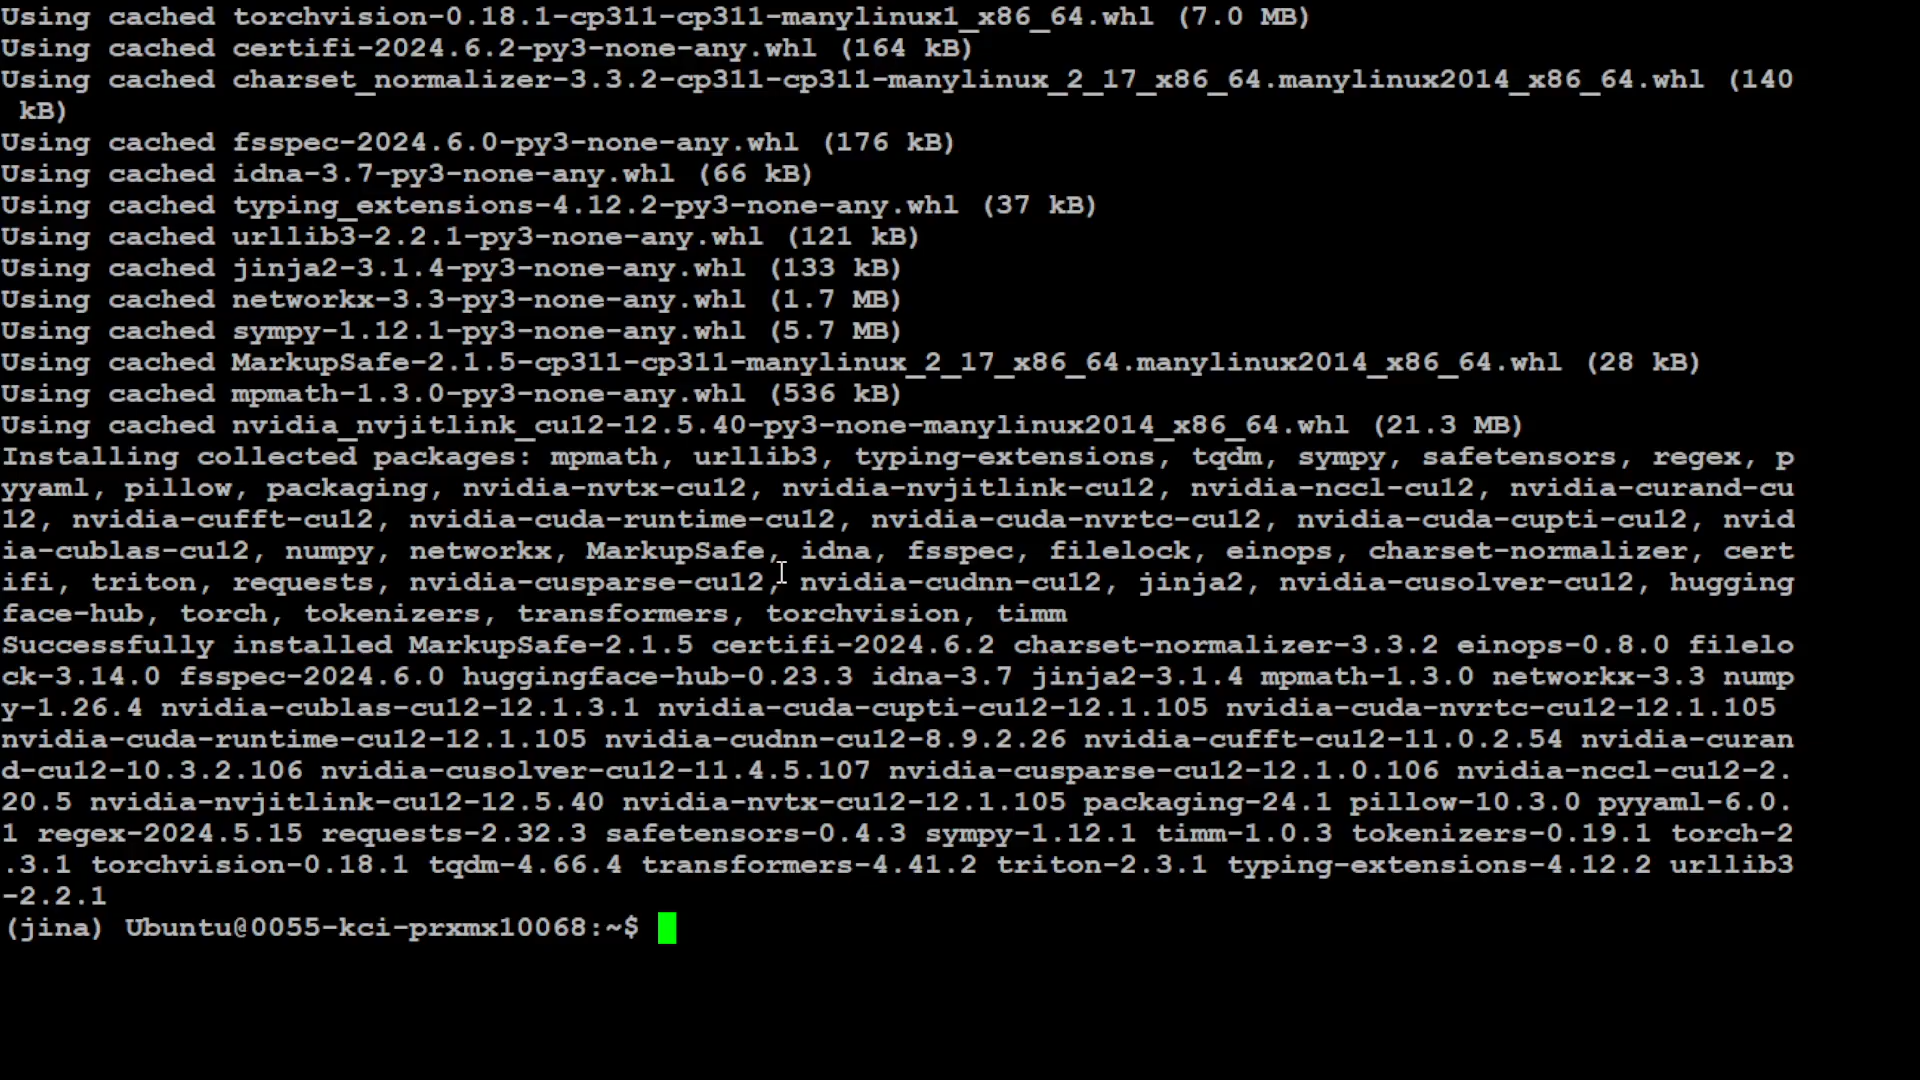 Using cached torchvision-0.18.1-cp311-cp311-manylinux1_x86_64.whl (7.0 MB)
Using cached certifi-2024.6.2-py3-none-any.whl (164 kB)
Using cached charset_normalizer-3.3.2-cp311-cp311-manylinux_2_17_x86_64.manylinux2014_x86_64.whl (140
 kB)
Using cached fsspec-2024.6.0-py3-none-any.whl (176 kB)
Using cached idna-3.7-py3-none-any.whl (66 kB)
Using cached typing_extensions-4.12.2-py3-none-any.whl (37 kB)
Using cached urllib3-2.2.1-py3-none-any.whl (121 kB)
Using cached jinja2-3.1.4-py3-none-any.whl (133 kB)
Using cached networkx-3.3-py3-none-any.whl (1.7 MB)
Using cached sympy-1.12.1-py3-none-any.whl (5.7 MB)
Using cached MarkupSafe-2.1.5-cp311-cp311-manylinux_2_17_x86_64.manylinux2014_x86_64.whl (28 kB)
Using cached mpmath-1.3.0-py3-none-any.whl (536 kB)
Using cached nvidia_nvjitlink_cu12-12.5.40-py3-none-manylinux2014_x86_64.whl (21.3 MB)
Installing collected packages: mpmath, urllib3, typing-extensions, tqdm, sympy, safetensors, regex, p
yyaml, pillow, packaging, nvidia-nvtx-cu12, nvidia-nvjitlink-cu12, nvidia-nccl-cu12, nvidia-curand-cu
12, nvidia-cufft-cu12, nvidia-cuda-runtime-cu12, nvidia-cuda-nvrtc-cu12, nvidia-cuda-cupti-cu12, nvid
ia-cublas-cu12, numpy, networkx, MarkupSafe, idna, fsspec, filelock, einops, charset-normalizer, cert
ifi, triton, requests, nvidia-cusparse-cu12, nvidia-cudnn-cu12, jinja2, nvidia-cusolver-cu12, hugging
face-hub, torch, tokenizers, transformers, torchvision, timm
Successfully installed MarkupSafe-2.1.5 certifi-2024.6.2 charset-normalizer-3.3.2 einops-0.8.0 filelo
ck-3.14.0 fsspec-2024.6.0 huggingface-hub-0.23.3 idna-3.7 jinja2-3.1.4 mpmath-1.3.0 networkx-3.3 nump
y-1.26.4 nvidia-cublas-cu12-12.1.3.1 nvidia-cuda-cupti-cu12-12.1.105 nvidia-cuda-nvrtc-cu12-12.1.105
nvidia-cuda-runtime-cu12-12.1.105 nvidia-cudnn-cu12-8.9.2.26 nvidia-cufft-cu12-11.0.2.54 nvidia-curan
d-cu12-10.3.2.106 nvidia-cusolver-cu12-11.4.5.107 nvidia-cusparse-cu12-12.1.0.106 nvidia-nccl-cu12-2.
20.5 nvidia-nvjitlink-cu12-12.5.40 nvidia-nvtx-cu12-12.1.105 packaging-24.1 pillow-10.3.0 pyyaml-6.0.
1 regex-2024.5.15 requests-2.32.3 safetensors-0.4.3 sympy-1.12.1 timm-1.0.3 tokenizers-0.19.1 torch-2
.3.1 torchvision-0.18.1 tqdm-4.66.4 transformers-4.41.2 triton-2.3.1 typing-extensions-4.12.2 urllib3
-2.2.1
(jina) Ubuntu@0055-kci-prxmx10068:~$